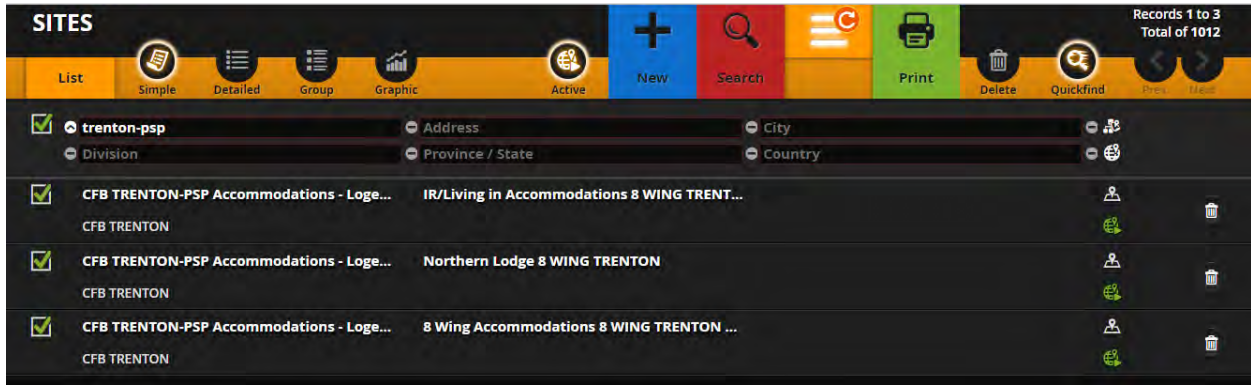 SITES
Records 1 to 3
Total of 1012
List
Simple
Detailed
Group
Graphic
Active
New
Search
Print
Delete
Quickfind
Prev
Next
trenton-psp
Address
City
Division
Province / State
Country
CFB TRENTON-PSP Accommodations - Loge...
IR/Living in Accommodations 8 WING TRENT...
CFB TRENTON
CFB TRENTON-PSP Accommodations - Loge...
Northern Lodge 8 WING TRENTON
CFB TRENTON
CFB TRENTON-PSP Accommodations - Loge...
8 Wing Accommodations 8 WING TRENTON ...
CFB TRENTON